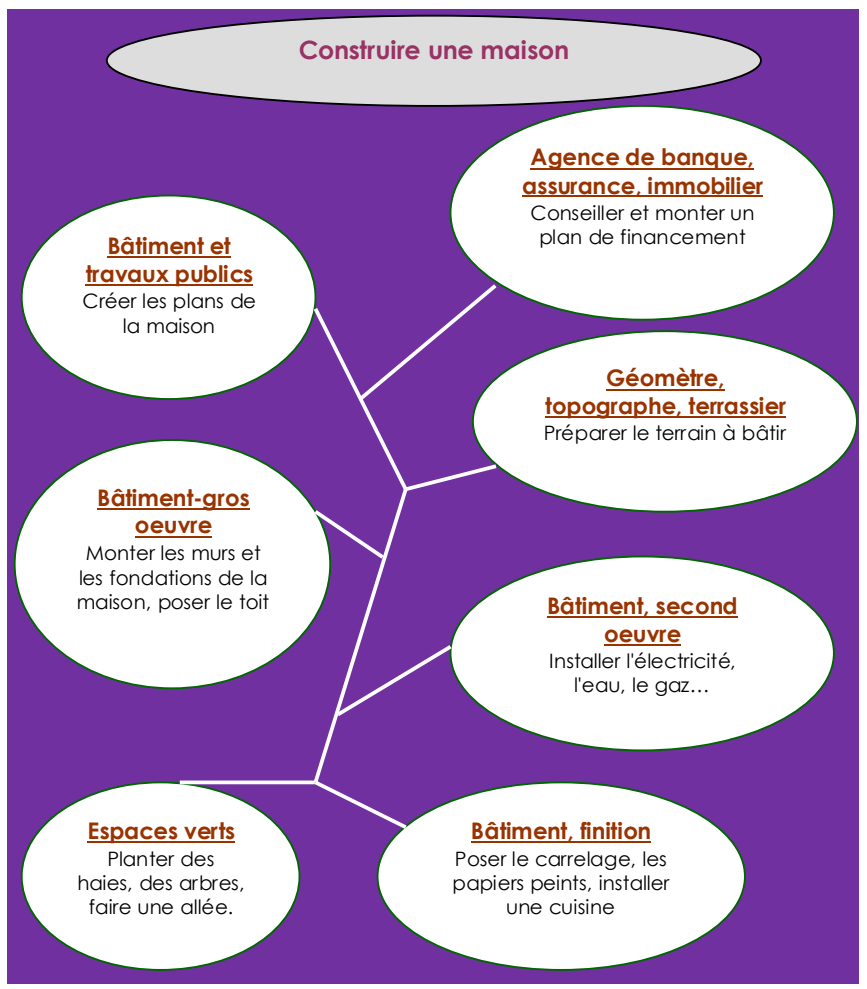 Construire une maison
Agence de banque,
assurance, immobilier
Conseiller et monter un
plan de financement
Bâtiment et
travaux publics
Créer les plans de
la maison
Géomètre,
topographe, terrassier
Préparer le terrain à bâtir
Bâtiment-gros
oeuvre
Monter les murs et
les fondations de la
maison, poser le toit
Bâtiment, second
oeuvre
Installer l'électricité,
l'eau, le gaz…
Espaces verts
Planter des
haies, des arbres,
faire une allée.
Bâtiment, finition
Poser le carrelage, les
papiers peints, installer
une cuisine